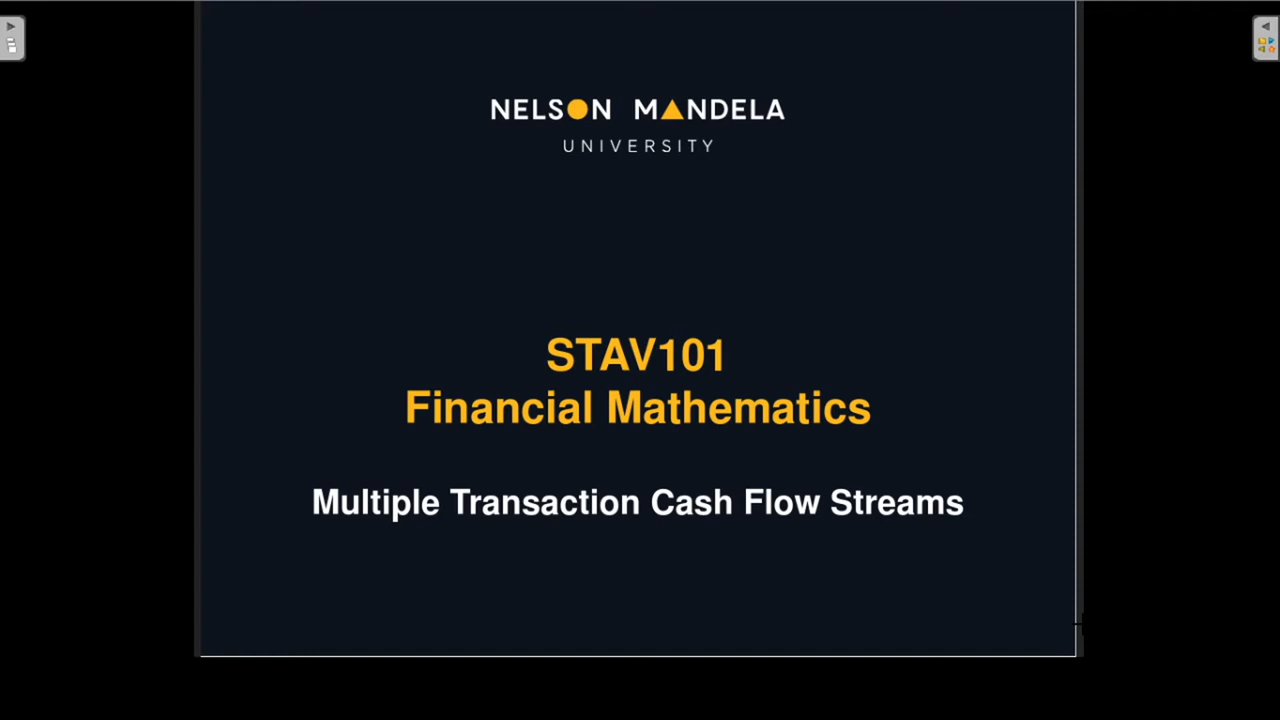 NELSON MANDELA
UNIVERSITY
STAV101
Financial Mathematics
Multiple Transaction Cash Flow Streams